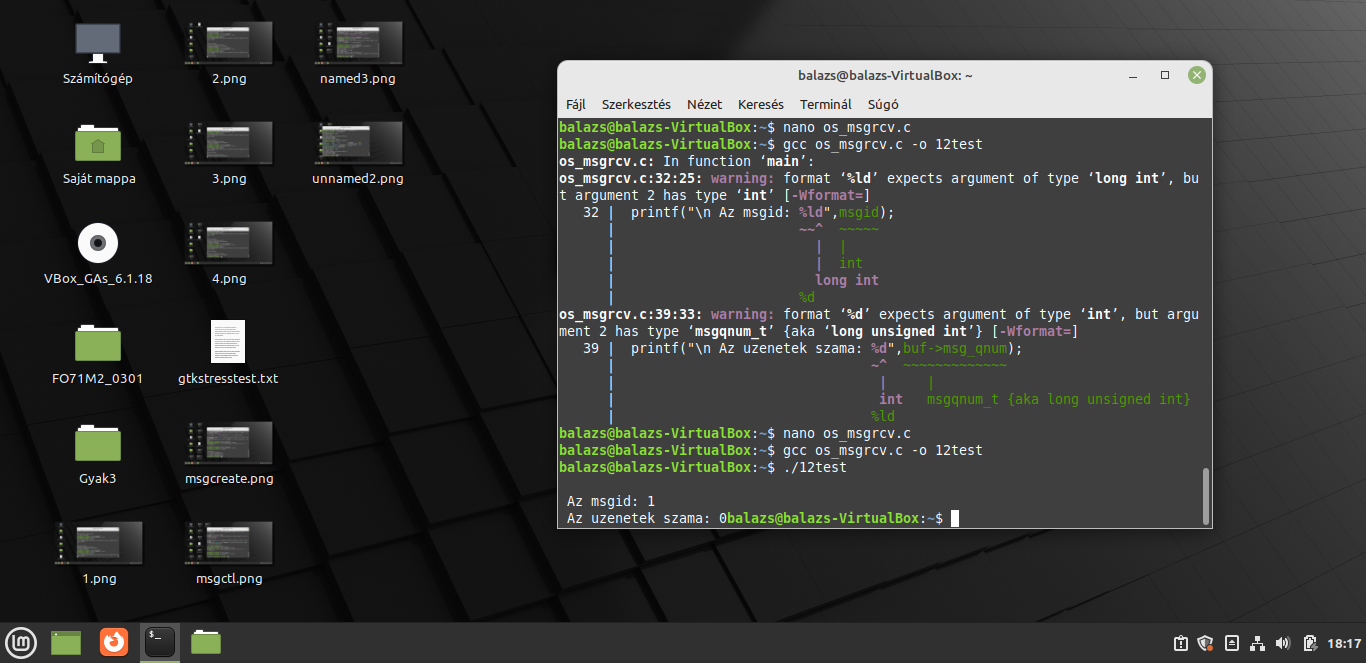 Számítógép
2.png
named3.png
Saját mappa
3.png
unnamed2.png
VBox_GAs_6.1.18
4.png
FO71M2_0301
gtkstresstest.txt
Gyak3
msgcreate.png
1.png
msgctl.png
balazs@balazs-VirtualBox: ~
Fájl Szerkesztés Nézet Keresés Terminál Súgó
balazs@balazs-VirtualBox:~$ nano os_msgrcv.c
balazs@balazs-VirtualBox:~$ gcc os_msgrcv.c -o 12test
os_msgrcv.c: In function ‘main’:
os_msgrcv.c:32:25: warning: format ‘%ld’ expects argument of type ‘long int’, bu
t argument 2 has type ‘int’ [-Wformat=]
   32 |  printf("\n Az msgid: %ld",msgid);
      |                       ~~^  ~~~~~
      |                         |  |
      |                         |  int
      |                         long int
      |                       %d
os_msgrcv.c:39:33: warning: format ‘%d’ expects argument of type ‘int’, but argu
ment 2 has type ‘msgqnum_t’ {aka ‘long unsigned int’} [-Wformat=]
   39 |  printf("\n Az uzenetek szama: %d",buf->msg_qnum);
      |                                ~^  ~~~~~~~~~~~~~
      |                                 |     |
      |                                 int   msgqnum_t {aka long unsigned int}
      |                                %ld
balazs@balazs-VirtualBox:~$ nano os_msgrcv.c
balazs@balazs-VirtualBox:~$ gcc os_msgrcv.c -o 12test
balazs@balazs-VirtualBox:~$ ./12test
 Az msgid: 1
 Az uzenetek szama: 0balazs@balazs-VirtualBox:~$
18:17